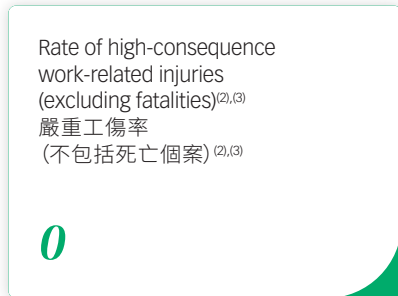 Rate of high-consequence
work-related injuries
(excluding fatalities)(2),(3)
嚴重工傷率
（不包括死亡個案）(2),(3)
0